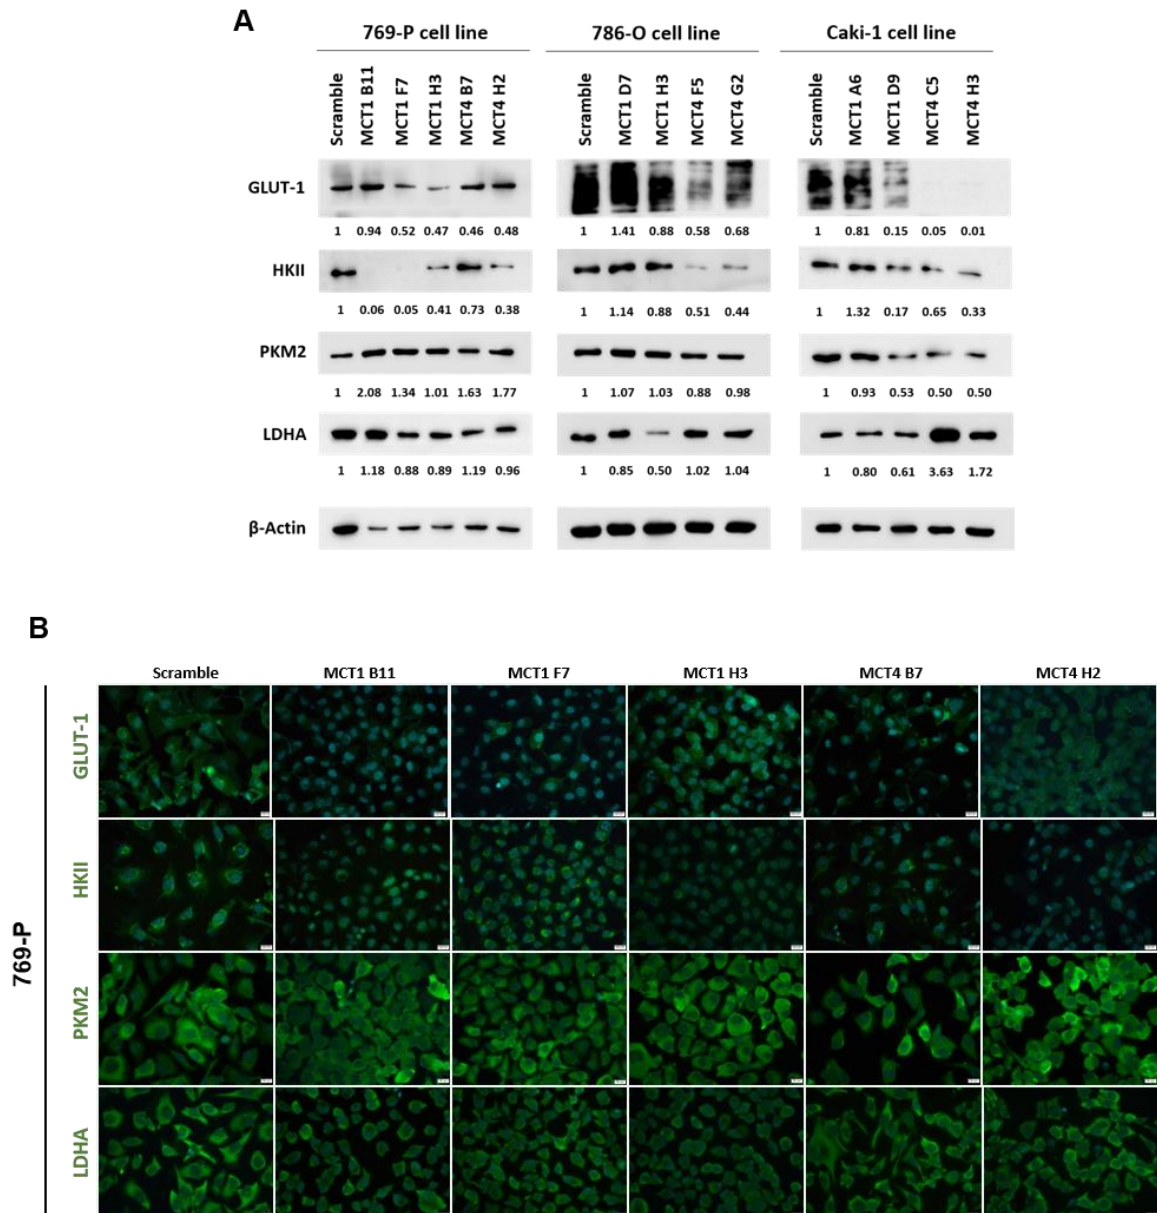 A
769-P cell line 786-O cell line Caki-1 cell line
Scramble MCT1 B11 MCT1 F7 MCT1 H3 MCT4 B7 MCT4 H2 Scramble MCT1 D7 MCT1 H3 MCT4 F5 MCT4 G2 Scramble MCT1 A6 MCT1 D9 MCT4 C5 MCT4 H3
GLUT-1
1 0.94 0.52 0.47 0.46 0.48 1 1.41 0.88 0.58 0.68 1 0.81 0.15 0.05 0.01
HKII
1 0.06 0.05 0.41 0.73 0.38 1 1.14 0.88 0.51 0.44 1 1.32 0.17 0.65 0.33
PKM2
1 2.08 1.34 1.01 1.63 1.77 1 1.07 1.03 0.88 0.98 1 0.93 0.53 0.50 0.50
LDHA
1 1.18 0.88 0.89 1.19 0.96 1 0.85 0.50 1.02 1.04 1 0.80 0.61 3.63 1.72
β-Actin
B
Scramble MCT1 B11 MCT1 F7 MCT1 H3 MCT4 B7 MCT4 H2
769-P
GLUT-1
HKII
PKM2
LDHA